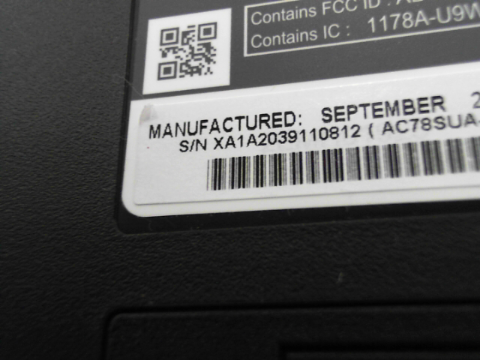 Contains FCC ID :
Contains IC : 1178A-U9W
MANUFACTURED: SEPTEMBER
S/N XA1A2039110812 ( AC78SUA-